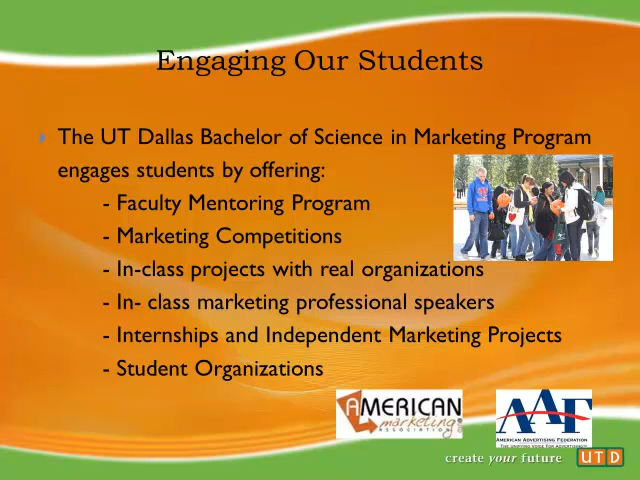 Engaging Our Students
The UT Dallas Bachelor of Science in Marketing Program
engages students by offering:
- Faculty Mentoring Program
- Marketing Competitions
- In-class projects with real organizations
- In- class marketing professional speakers
- Internships and Independent Marketing Projects
- Student Organizations
AMERICAN
marketing
ASSOCIATION
AAF
AMERICAN ADVERTISING FEDERATION
The Unifying Voice For Advertising
create your future UTD